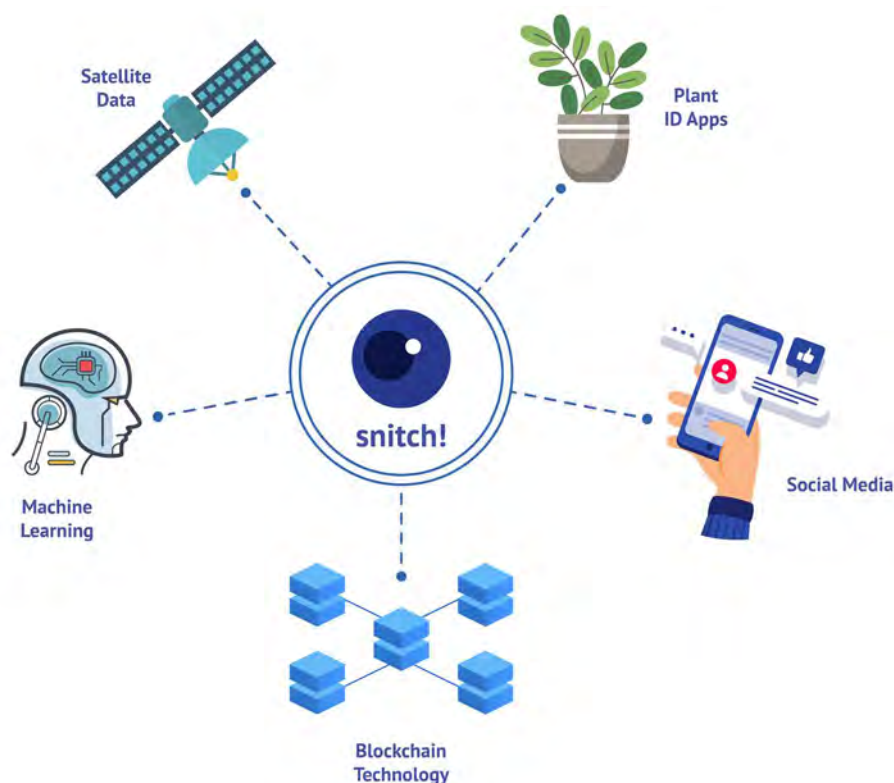 Satellite
Data
Plant
ID Apps
snitch!
Social Media
Machine
Learning
Blockchain
Technology